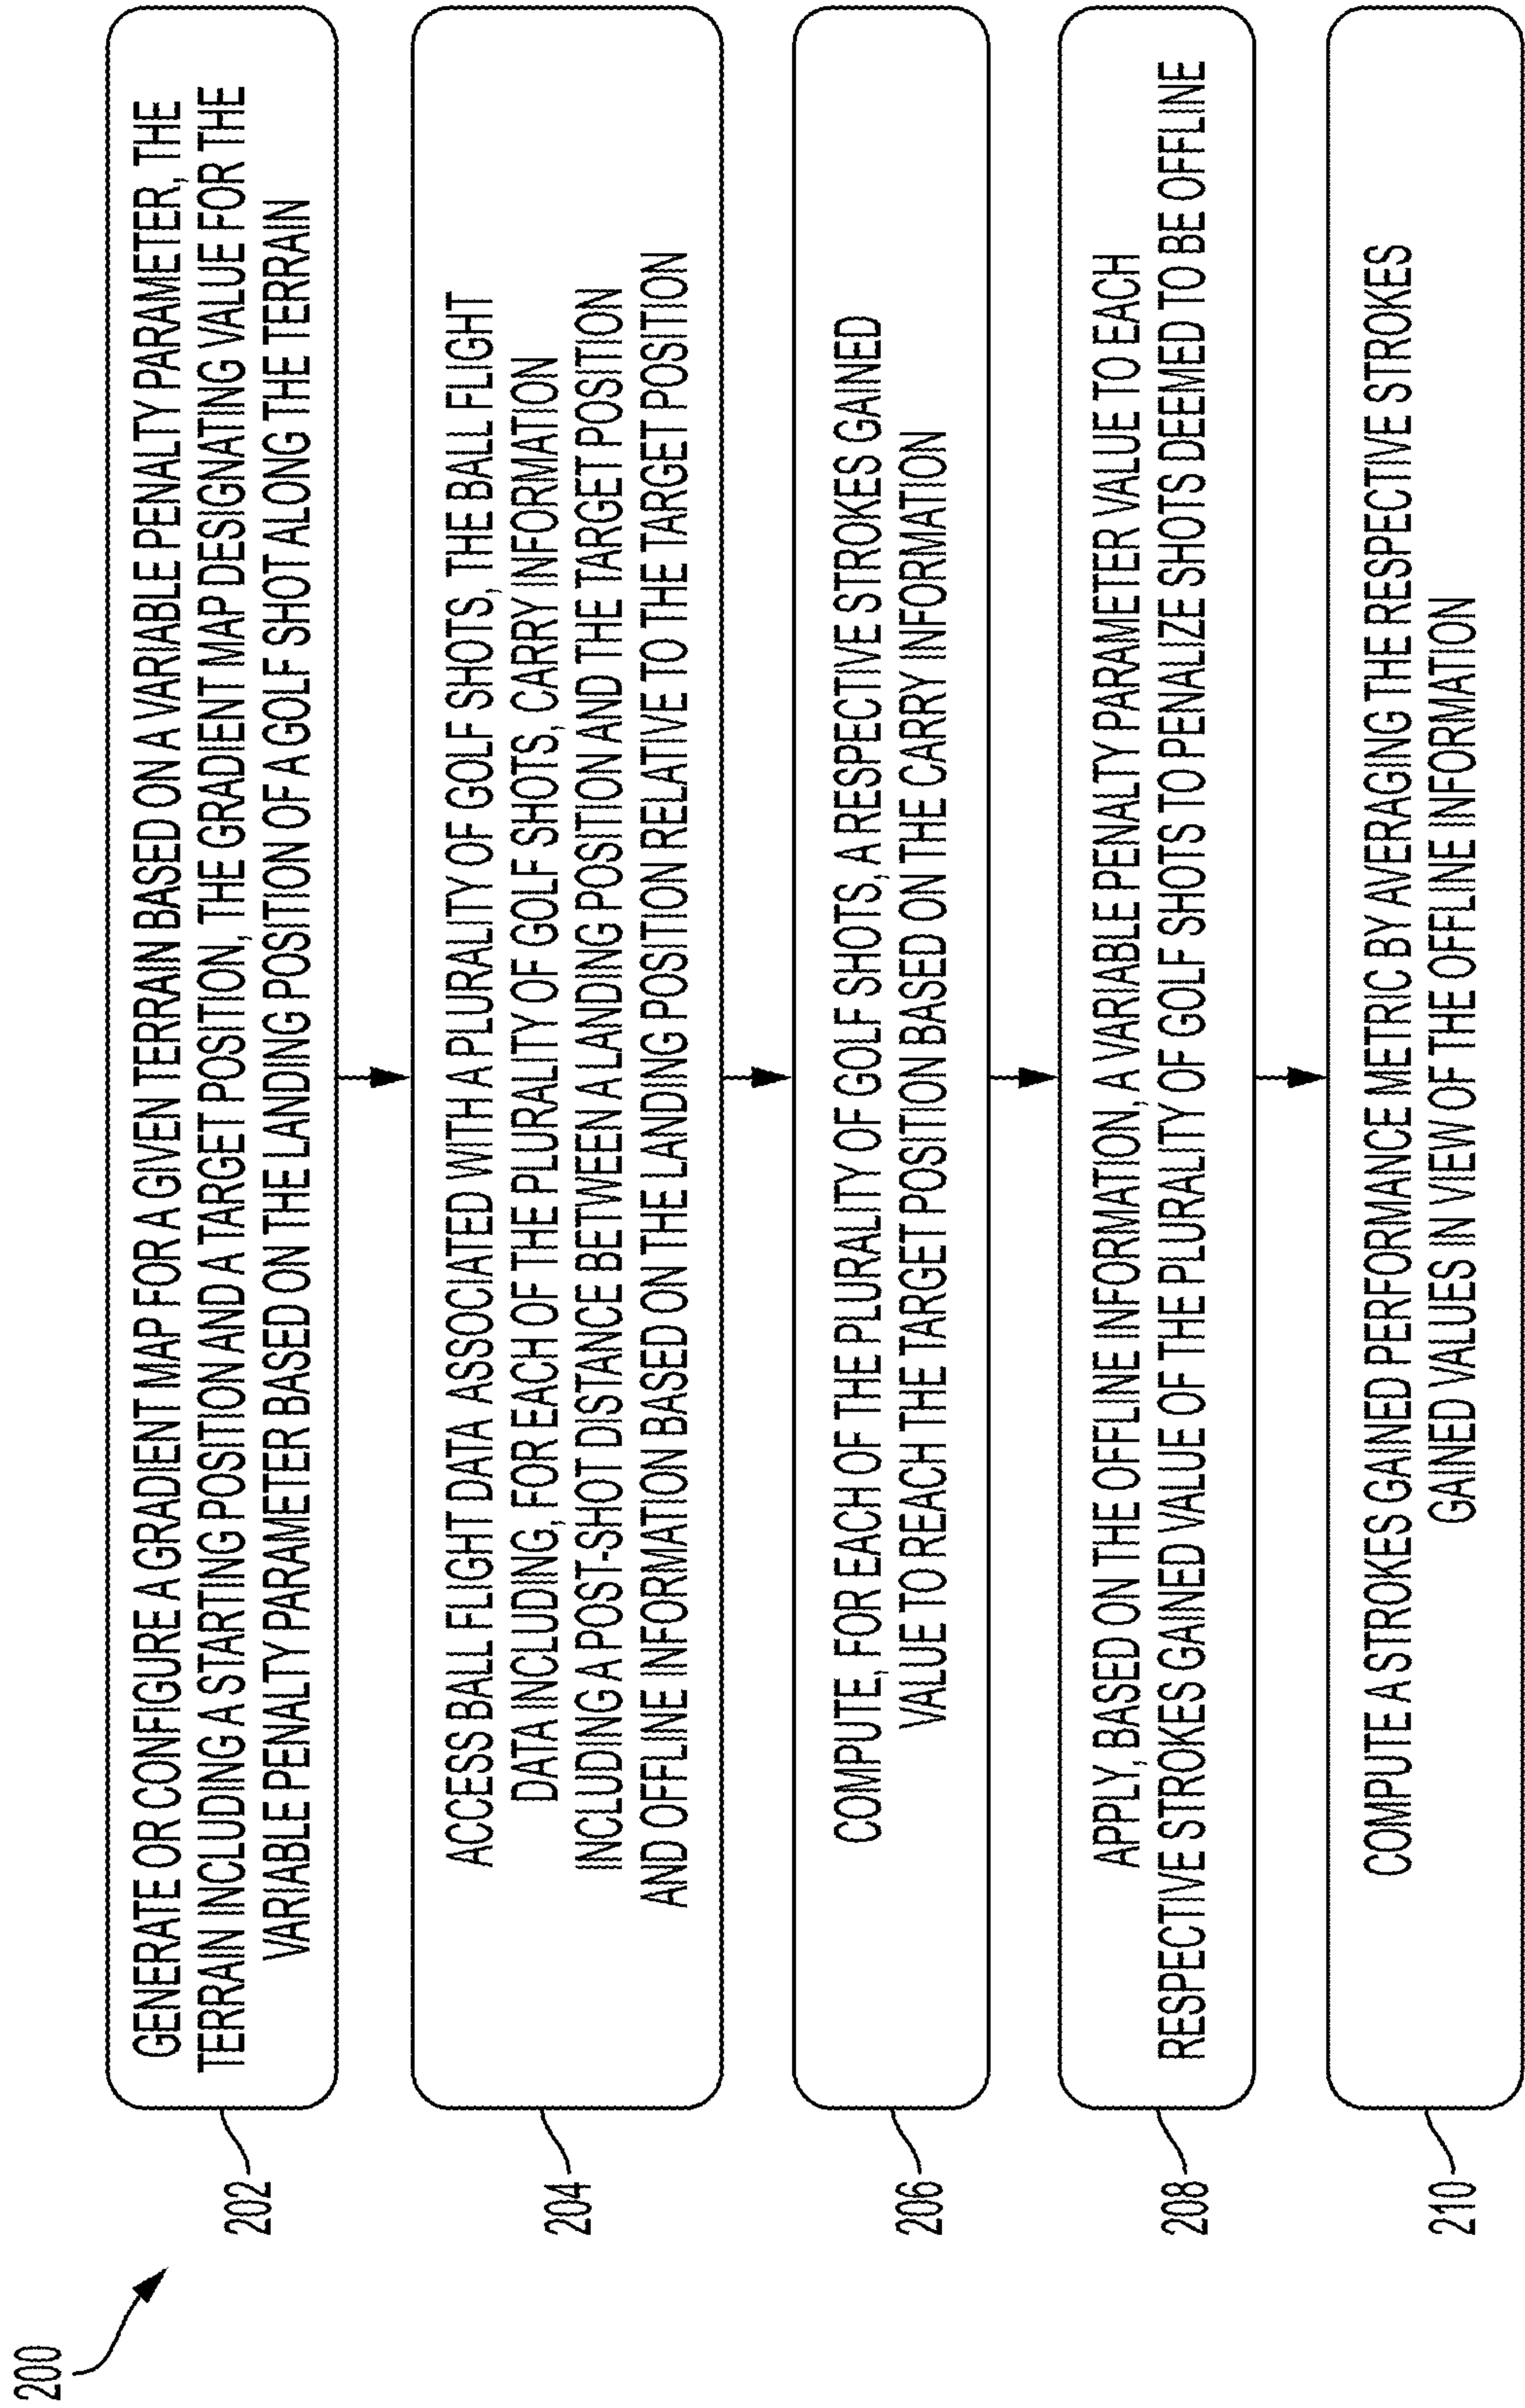 200
202
GENERATE OR CONFIGURE A GRADIENT MAP FOR A GIVEN TERRAIN BASED ON A VARIABLE PENALTY PARAMETER, THE
TERRAIN INCLUDING A STARTING POSITION AND A TARGET POSITION, THE GRADIENT MAP DESIGNATING VALUE FOR THE
VARIABLE PENALTY PARAMETER BASED ON THE LANDING POSITION OF A GOLF SHOT ALONG THE TERRAIN
204
ACCESS BALL FLIGHT DATA ASSOCIATED WITH A PLURALITY OF GOLF SHOTS, THE BALL FLIGHT
DATA INCLUDING, FOR EACH OF THE PLURALITY OF GOLF SHOTS, CARRY INFORMATION
INCLUDING A POST-SHOT DISTANCE BETWEEN A LANDING POSITION AND THE TARGET POSITION
AND OFFLINE INFORMATION BASED ON THE LANDING POSITION RELATIVE TO THE TARGET POSITION
206
COMPUTE, FOR EACH OF THE PLURALITY OF GOLF SHOTS, A RESPECTIVE STROKES GAINED
VALUE TO REACH THE TARGET POSITION BASED ON THE CARRY INFORMATION
208
APPLY, BASED ON THE OFFLINE INFORMATION, A VARIABLE PENALTY PARAMETER VALUE TO EACH
RESPECTIVE STROKES GAINED VALUE OF THE PLURALITY OF GOLF SHOTS TO PENALIZE SHOTS DEEMED TO BE OFFLINE
210
COMPUTE A STROKES GAINED PERFORMANCE METRIC BY AVERAGING THE RESPECTIVE STROKES
GAINED VALUES IN VIEW OF THE OFFLINE INFORMATION